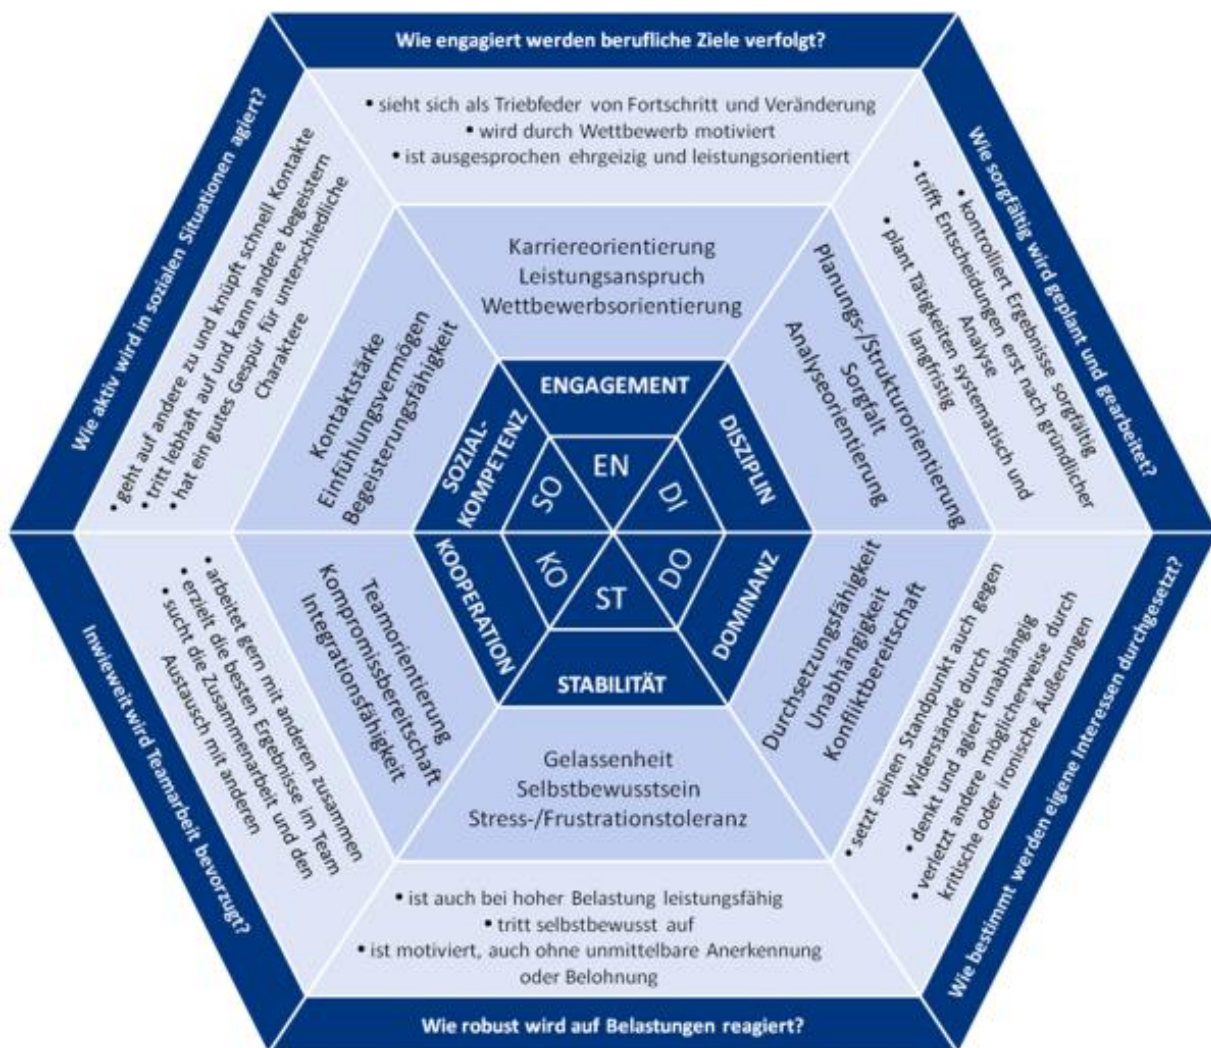 Wie engagiert werden berufliche Ziele verfolgt?
• sieht sich als Triebfeder von Fortschritt und Veränderung
• wird durch Wettbewerb motiviert
• ist ausgesprochen ehrgeizig und leistungsorientiert
Karriereorientierung
Leistungsanspruch
Wettbewerbsorientierung
ENGAGEMENT
EN
Wie sorgfältig wird geplant und gearbeitet?
• kontrolliert Ergebnisse sorgfältig
• trifft Entscheidungen erst nach gründlicher
Analyse
• plant Tätigkeiten systematisch und
langfristig
Planungs-/Strukturorientierung
Sorgfalt
Analyseorientierung
DISZIPLIN
DI
Wie bestimmt werden eigene Interessen durchgesetzt?
• setzt seinen Standpunkt auch gegen
Widerstände durch
• denkt und agiert unabhängig
• verletzt andere möglicherweise durch
kritische oder ironische Äußerungen
Durchsetzungsfähigkeit
Unabhängigkeit
Konfliktbereitschaft
DOMINANZ
DO
ST
STABILITÄT
Gelassenheit
Selbstbewusstsein
Stress-/Frustrationstoleranz
• ist auch bei hoher Belastung leistungsfähig
• tritt selbstbewusst auf
• ist motiviert, auch ohne unmittelbare Anerkennung
oder Belohnung
Wie robust wird auf Belastungen reagiert?
Inwieweit wird Teamarbeit bevorzugt?
• arbeitet gern mit anderen zusammen
• erzielt die besten Ergebnisse im Team
• sucht die Zusammenarbeit und den
Austausch mit anderen
Teamorientierung
Kompromissbereitschaft
Integrationsfähigkeit
KOOPERATION
KO
Wie aktiv wird in sozialen Situationen agiert?
• geht auf andere zu und knüpft schnell Kontakte
• tritt lebhaft auf und kann andere begeistern
• hat ein gutes Gespür für unterschiedliche
Charaktere
Kontaktstärke
Einfühlungsvermögen
Begeisterungsfähigkeit
SOZIAL-
KOMPETENZ
SO